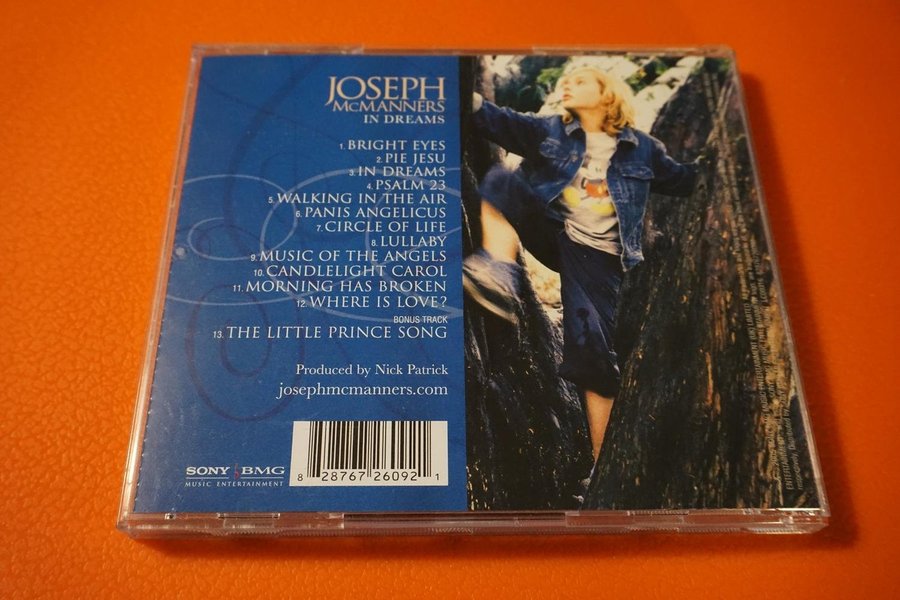 JOSEPH
MCMANNERS
IN DREAMS
1. BRIGHT EYES
2. PIE JESU
3. IN DREAMS
4. PSALM 23
5. WALKING IN THE AIR
6. PANIS ANGELICUS
7. CIRCLE OF LIFE
8. LULLABY
9. MUSIC OF THE ANGELS
10. CANDLELIGHT CAROL
11. MORNING HAS BROKEN
12. WHERE IS LOVE?
BONUS TRACK
13. THE LITTLE PRINCE SONG
Produced by Nick Patrick
josephmcmanners.com
SONY BMG
MUSIC ENTERTAINMENT
8 28767 26092 1